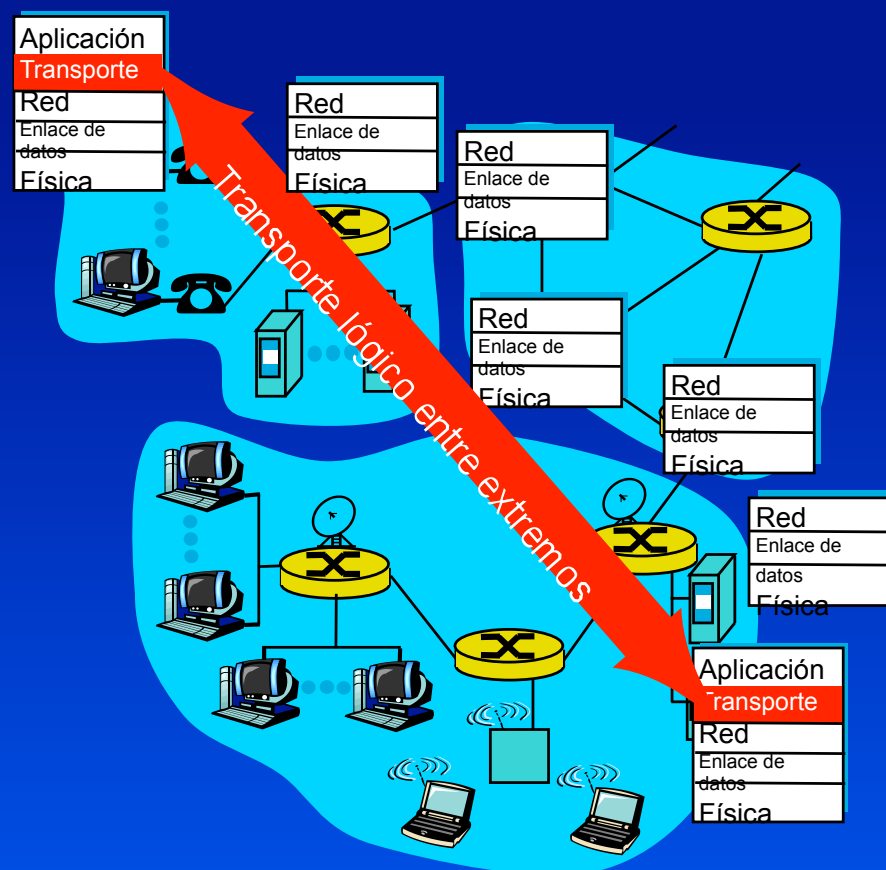 Aplicación
Transporte
Red
Enlace de
datos
Física
Red
Enlace de
datos
Física
Red
Enlace de
datos
Física
Transporte lógico entre extremos
Red
Enlace de
datos
Física
Red
Enlace de
datos
Física
Red
Enlace de
datos
Física
Aplicación
Transporte
Red
Enlace de
datos
Física